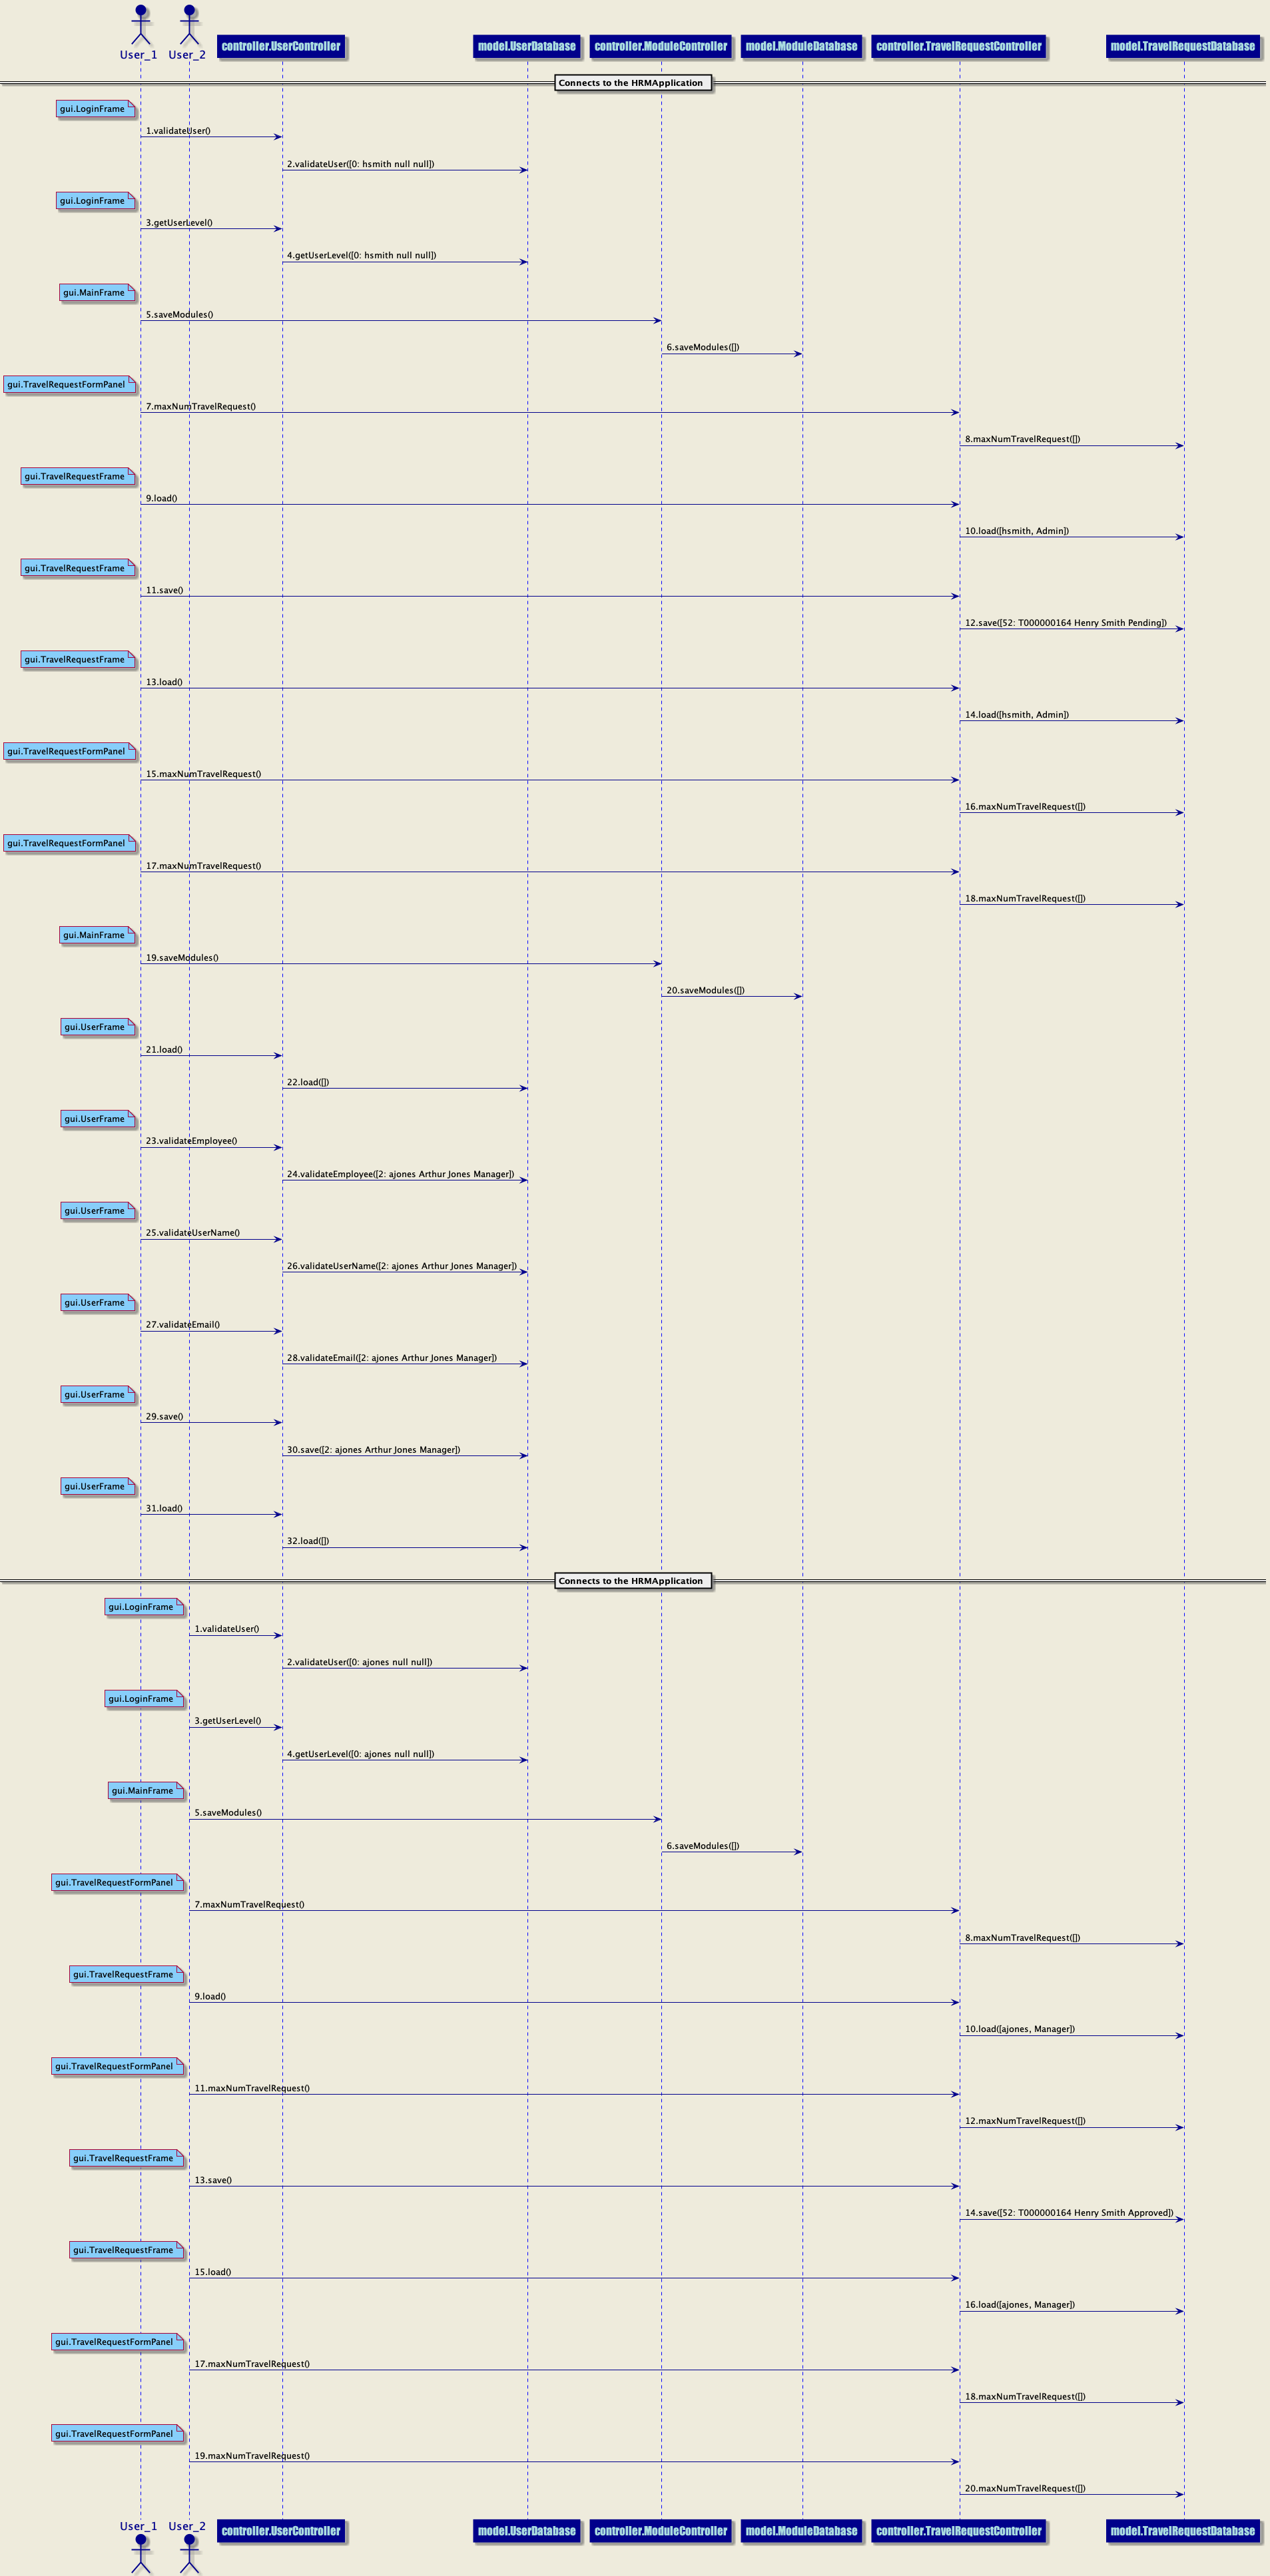 User_1
User_2
controller.UserController
model.UserDatabase
controller.ModuleController
model.ModuleDatabase
controller.TravelRequestController
model.TravelRequestDatabase
Connects to the HRMApplication
gui.LoginFrame
1.validateUser()
2.validateUser([0: hsmith null null])
gui.LoginFrame
3.getUserLevel()
4.getUserLevel([0: hsmith null null])
gui.MainFrame
5.saveModules()
6.saveModules([])
gui.TravelRequestFormPanel
7.maxNumTravelRequest()
8.maxNumTravelRequest([])
gui.TravelRequestFrame
9.load()
10.load([hsmith, Admin])
gui.TravelRequestFrame
11.save()
12.save([52: T000000164 Henry Smith Pending])
gui.TravelRequestFrame
13.load()
14.load([hsmith, Admin])
gui.TravelRequestFormPanel
15.maxNumTravelRequest()
16.maxNumTravelRequest([])
gui.TravelRequestFormPanel
17.maxNumTravelRequest()
18.maxNumTravelRequest([])
gui.MainFrame
19.saveModules()
20.saveModules([])
gui.UserFrame
21.load()
22.load([])
gui.UserFrame
23.validateEmployee()
24.validateEmployee([2: ajones Arthur Jones Manager])
gui.UserFrame
25.validateUserName()
26.validateUserName([2: ajones Arthur Jones Manager])
gui.UserFrame
27.validateEmail()
28.validateEmail([2: ajones Arthur Jones Manager])
gui.UserFrame
29.save()
30.save([2: ajones Arthur Jones Manager])
gui.UserFrame
31.load()
32.load([])
Connects to the HRMApplication
gui.LoginFrame
1.validateUser()
2.validateUser([0: ajones null null])
gui.LoginFrame
3.getUserLevel()
4.getUserLevel([0: ajones null null])
gui.MainFrame
5.saveModules()
6.saveModules([])
gui.TravelRequestFormPanel
7.maxNumTravelRequest()
8.maxNumTravelRequest([])
gui.TravelRequestFrame
9.load()
10.load([ajones, Manager])
gui.TravelRequestFormPanel
11.maxNumTravelRequest()
12.maxNumTravelRequest([])
gui.TravelRequestFrame
13.save()
14.save([52: T000000164 Henry Smith Approved])
gui.TravelRequestFrame
15.load()
16.load([ajones, Manager])
gui.TravelRequestFormPanel
17.maxNumTravelRequest()
18.maxNumTravelRequest([])
gui.TravelRequestFormPanel
19.maxNumTravelRequest()
20.maxNumTravelRequest([])
User_1
User_2
controller.UserController
model.UserDatabase
controller.ModuleController
model.ModuleDatabase
controller.TravelRequestController
model.TravelRequestDatabase